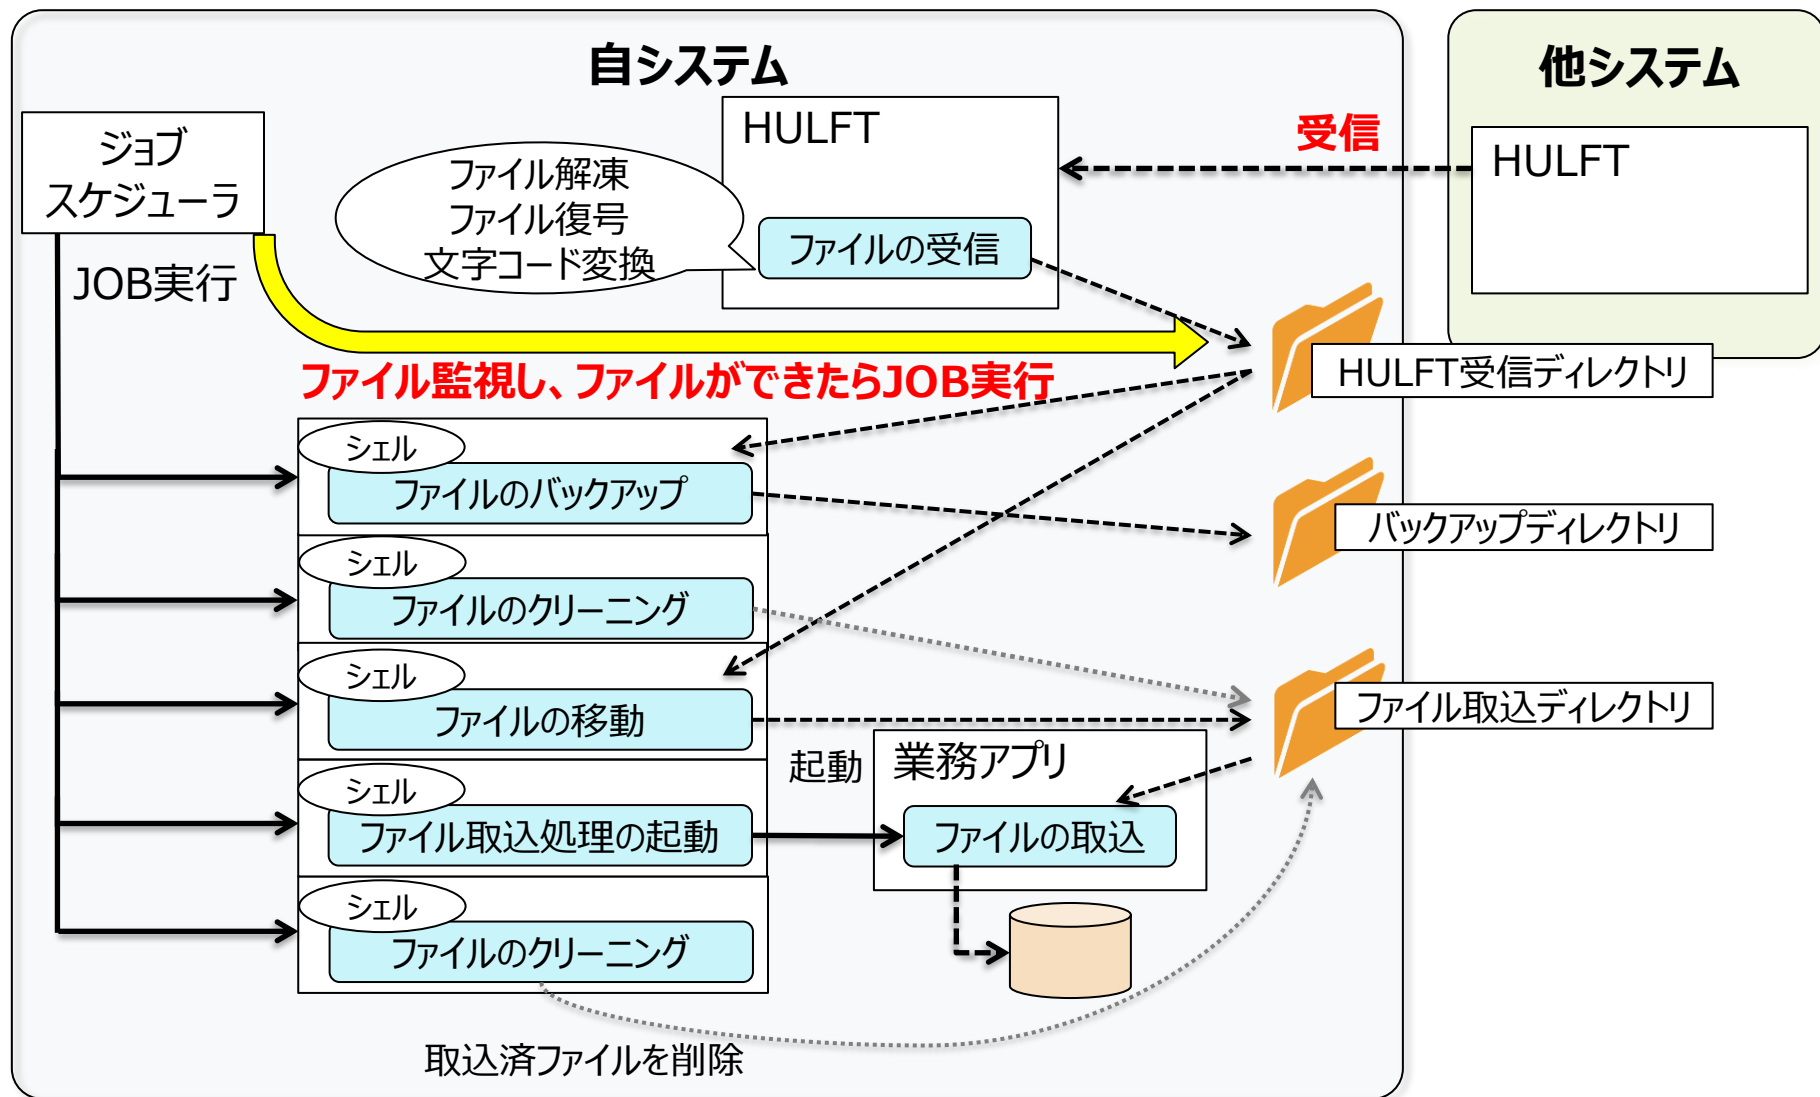 自システム
他システム
ジョブ
スケジューラ
HULFT
受信
HULFT
ファイル解凍
ファイル復号
文字コード変換
ファイルの受信
JOB実行
ファイル監視し、ファイルができたらJOB実行
HULFT受信ディレクトリ
シェル
ファイルのバックアップ
バックアップディレクトリ
シェル
ファイルのクリーニング
シェル
ファイルの移動
ファイル取込ディレクトリ
起動
業務アプリ
シェル
ファイル取込処理の起動
ファイルの取込
シェル
ファイルのクリーニング
取込済ファイルを削除